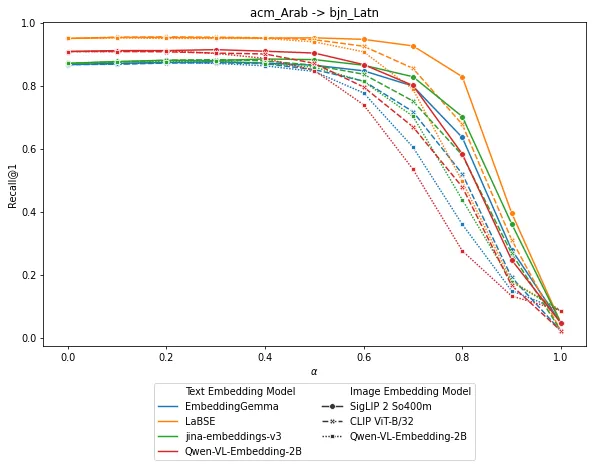 acm_Arab -> bjn_Latn
Recall@1
1.0
0.8
0.6
0.4
0.2
0.0
0.0 0.2 0.4 0.6 0.8 1.0
α
Text Embedding Model
EmbeddingGemma
LaBSE
jina-embeddings-v3
Qwen-VL-Embedding-2B
Image Embedding Model
SigLIP 2 So400m
CLIP ViT-B/32
Qwen-VL-Embedding-2B